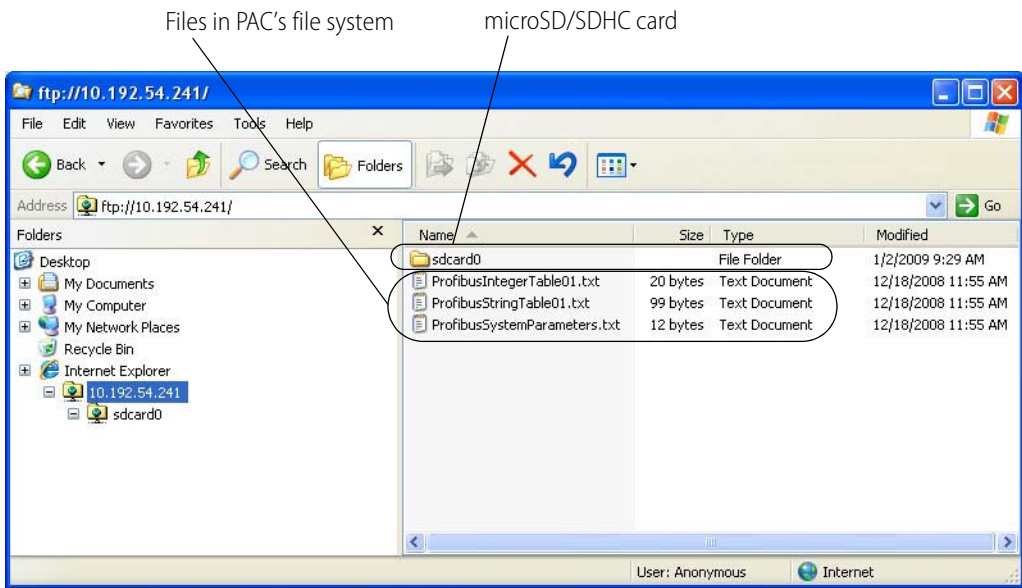 Files in PAC’s file system microSD/SDHC card
ftp://10.192.54.241/
File Edit View Favorites Tools Help
Back Search Folders
Address ftp://10.192.54.241/ Go
Folders x Name Size Type Modified
Desktop sdcard0 File Folder 1/2/2009 9:29 AM
My Documents ProfibusIntegerTable01.txt 20 bytes Text Document 12/18/2008 11:55 AM
My Computer ProfibusStringTable01.txt 99 bytes Text Document 12/18/2008 11:55 AM
My Network Places ProfibusSystemParameters.txt 12 bytes Text Document 12/18/2008 11:55 AM
Recycle Bin
Internet Explorer
10.192.54.241
sdcard0
User: Anonymous Internet